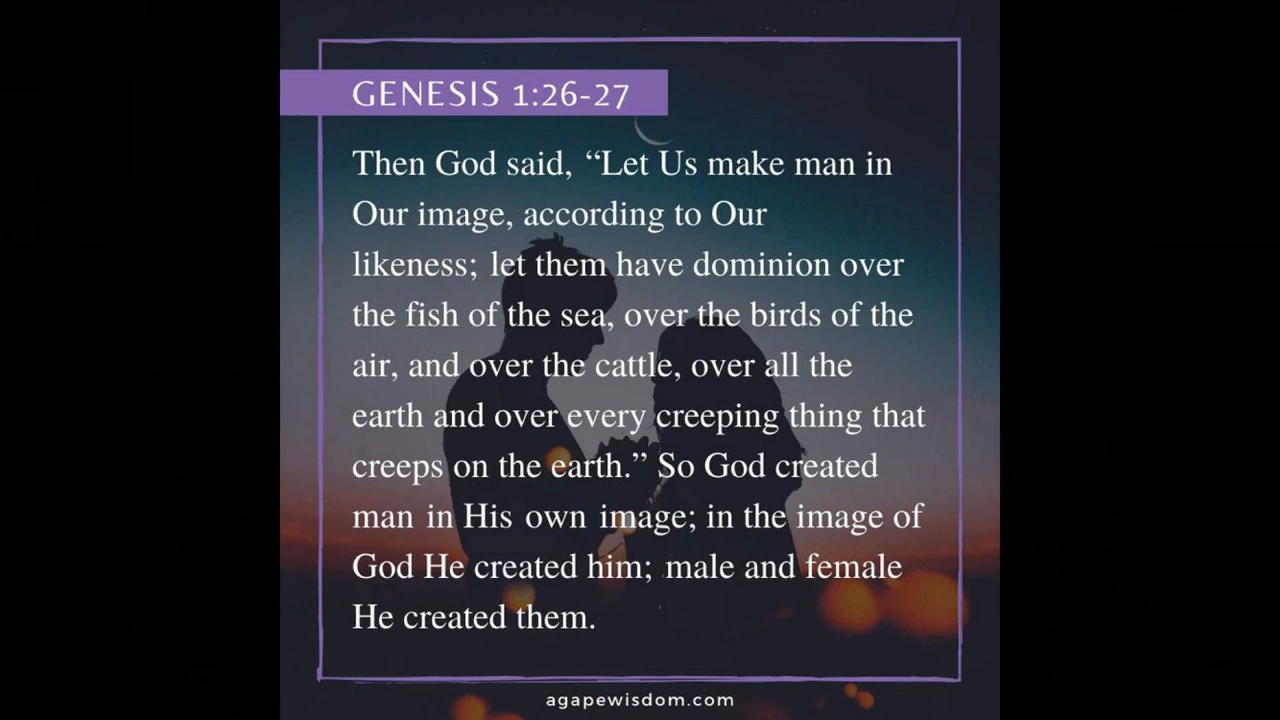 GENESIS 1:26-27
Then God said, “Let Us make man in
Our image, according to Our
likeness; let them have dominion over
the fish of the sea, over the birds of the
air, and over the cattle, over all the
earth and over every creeping thing that
creeps on the earth.” So God created
man in His own image; in the image of
God He created him; male and female
He created them.
agapewisdom.com